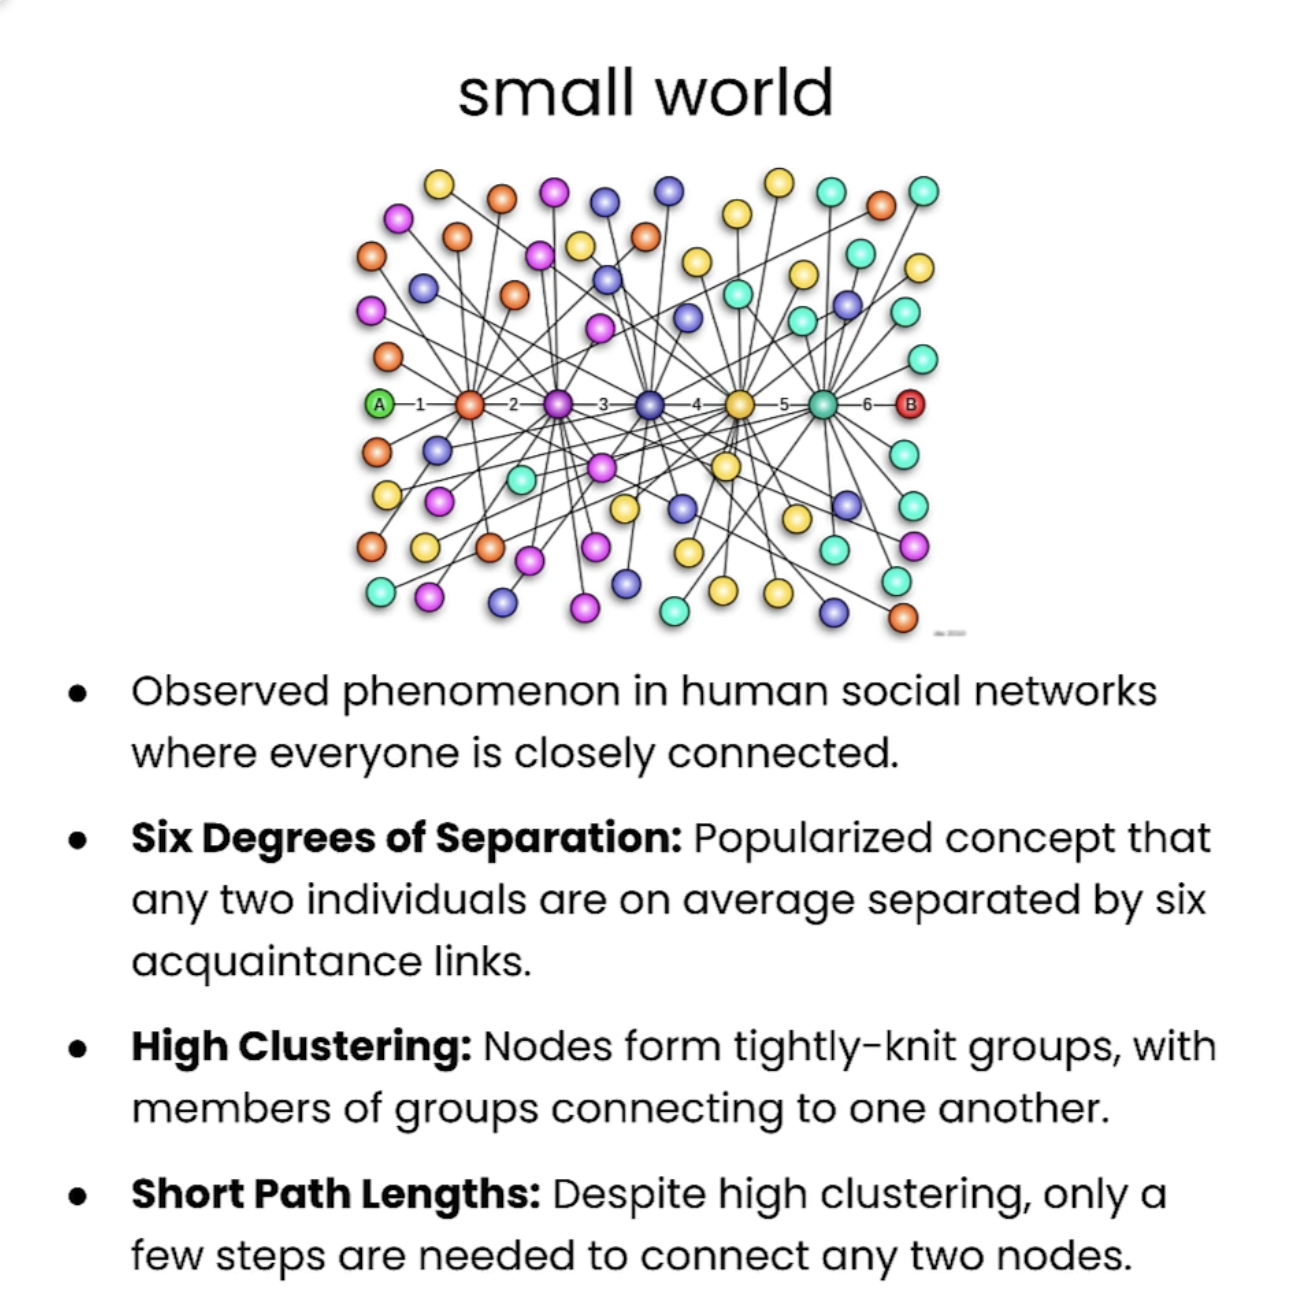 small world
A 1 2 3 4 5 6 B
● Observed phenomenon in human social networks
where everyone is closely connected.
● Six Degrees of Separation: Popularized concept that
any two individuals are on average separated by six
acquaintance links.
● High Clustering: Nodes form tightly-knit groups, with
members of groups connecting to one another.
● Short Path Lengths: Despite high clustering, only a
few steps are needed to connect any two nodes.